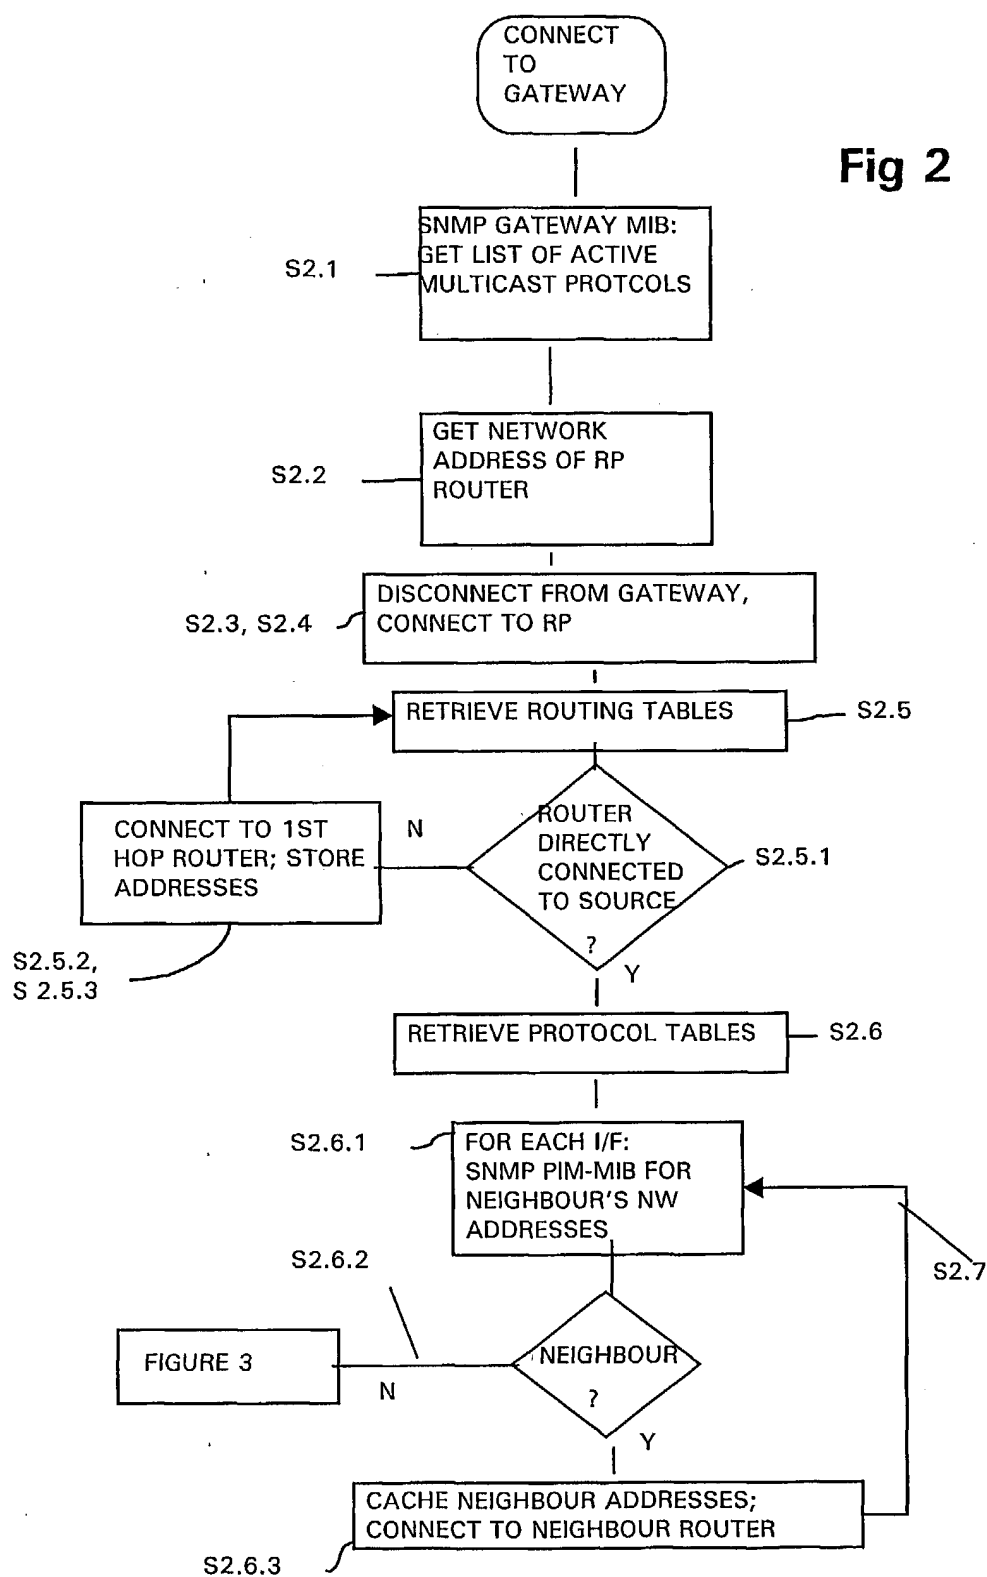 CONNECT
TO
GATEWAY
Fig 2
SNMP GATEWAY MIB:
GET LIST OF ACTIVE
MULTICAST PROTCOLS
S2.1
GET NETWORK
ADDRESS OF RP
ROUTER
S2.2
DISCONNECT FROM GATEWAY,
CONNECT TO RP
S2.3, S2.4
RETRIEVE ROUTING TABLES
S2.5
CONNECT TO 1ST
HOP ROUTER; STORE
ADDRESSES
N
ROUTER
DIRECTLY
CONNECTED
TO SOURCE
?
S2.5.1
S2.5.2,
S 2.5.3
Y
RETRIEVE PROTOCOL TABLES
S2.6
S2.6.1
FOR EACH I/F:
SNMP PIM-MIB FOR
NEIGHBOUR'S NW
ADDRESSES
S2.6.2
S2.7
FIGURE 3
N
NEIGHBOUR
?
Y
CACHE NEIGHBOUR ADDRESSES;
CONNECT TO NEIGHBOUR ROUTER
S2.6.3